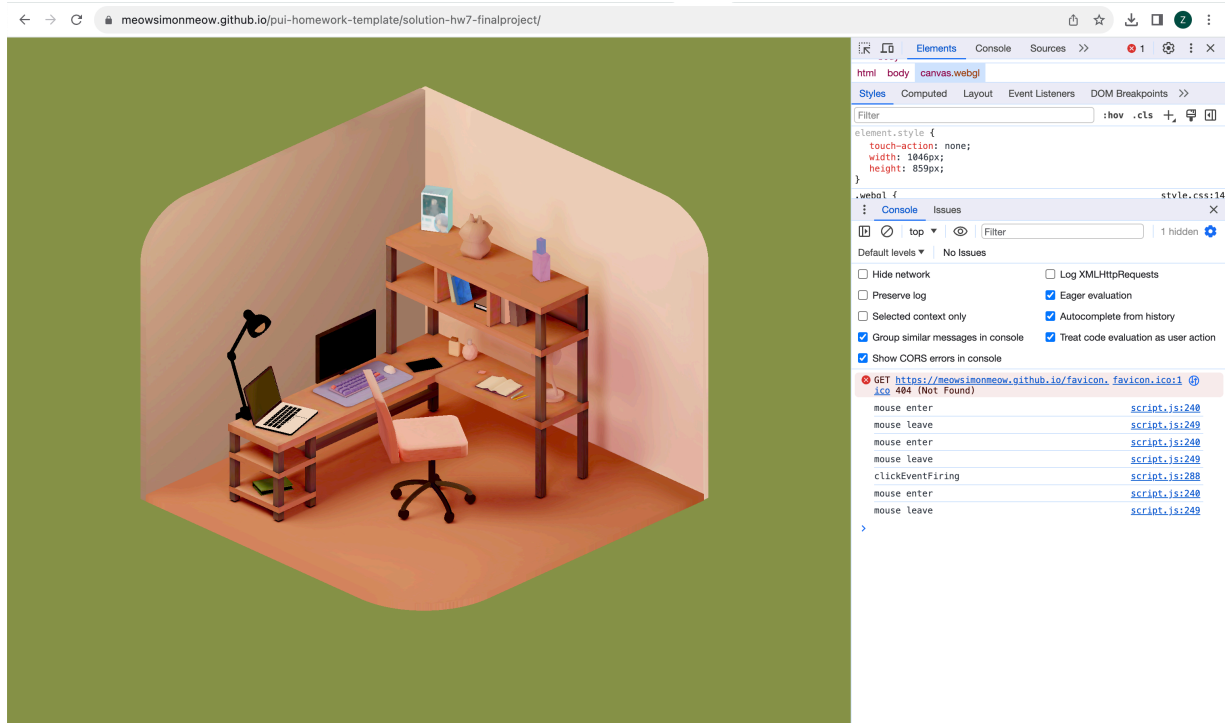 meowsimonmeow.github.io/pui-homework-template/solution-hw7-finalproject/
Z
Elements Console Sources 1
html body canvas.webgl
Styles Computed Layout Event Listeners DOM Breakpoints
Filter :hov .cls
element.style {
touch-action: none;
width: 1046px;
height: 859px;
}
.webgl { style.css:14
Console Issues
top Filter 1 hidden
Default levels No Issues
Hide network Log XMLHttpRequests
Preserve log Eager evaluation
Selected context only Autocomplete from history
Group similar messages in console Treat code evaluation as user action
Show CORS errors in console
GET https://meowsimonmeow.github.io/favicon. favicon.ico:1
ico 404 (Not Found)
mouse enter script.js:240
mouse leave script.js:249
mouse enter script.js:240
mouse leave script.js:249
clickEventFiring script.js:288
mouse enter script.js:240
mouse leave script.js:249